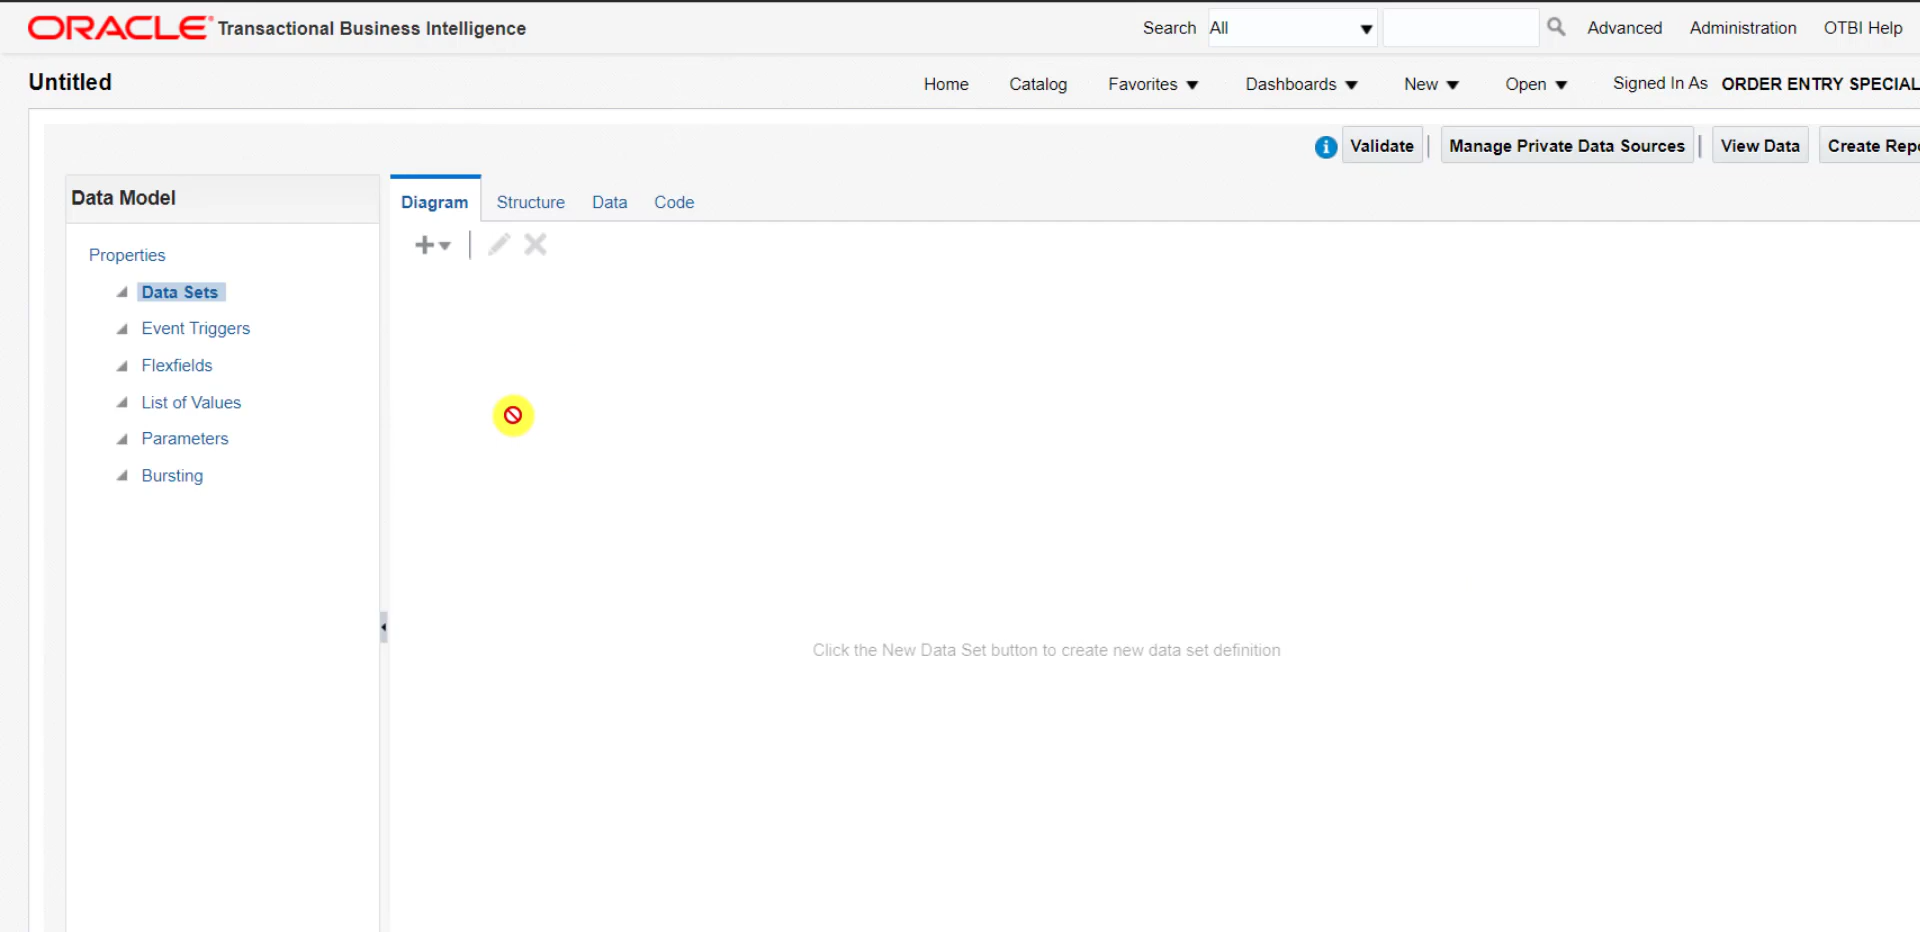 ORACLE Transactional Business Intelligence
Search All Advanced Administration OTBI Help
Untitled
Home Catalog Favorites Dashboards New Open Signed In As ORDER ENTRY SPECIAL
Validate Manage Private Data Sources View Data Create Repo
Data Model
Diagram Structure Data Code
Properties
Data Sets
Event Triggers
Flexfields
List of Values
Parameters
Bursting
Click the New Data Set button to create new data set definition